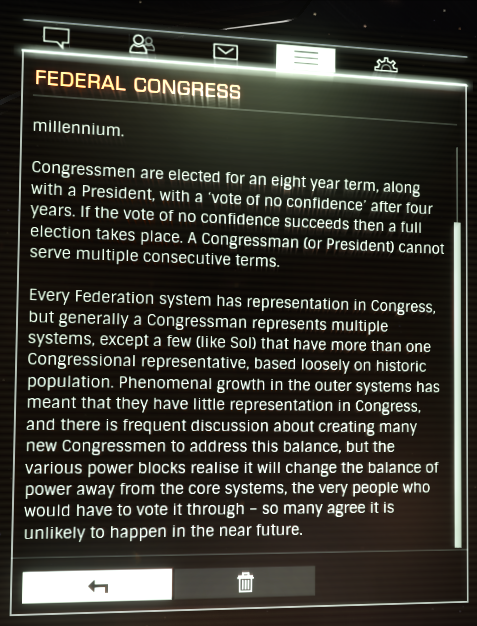 FEDERAL CONGRESS
millennium.
Congressmen are elected for an eight year term, along
with a President, with a 'vote of no confidence' after four
years. If the vote of no confidence succeeds then a full
election takes place. A Congressman (or President) cannot
serve multiple consecutive terms.
Every Federation system has representation in Congress,
but generally a Congressman represents multiple
systems, except a few (like Sol) that have more than one
Congressional representative, based loosely on historic
population. Phenomenal growth in the outer systems has
meant that they have little representation in Congress,
and there is frequent discussion about creating many
new Congressmen to address this balance, but the
various power blocks realise it will change the balance of
power away from the core systems, the very people who
would have to vote it through – so many agree it is
unlikely to happen in the near future.